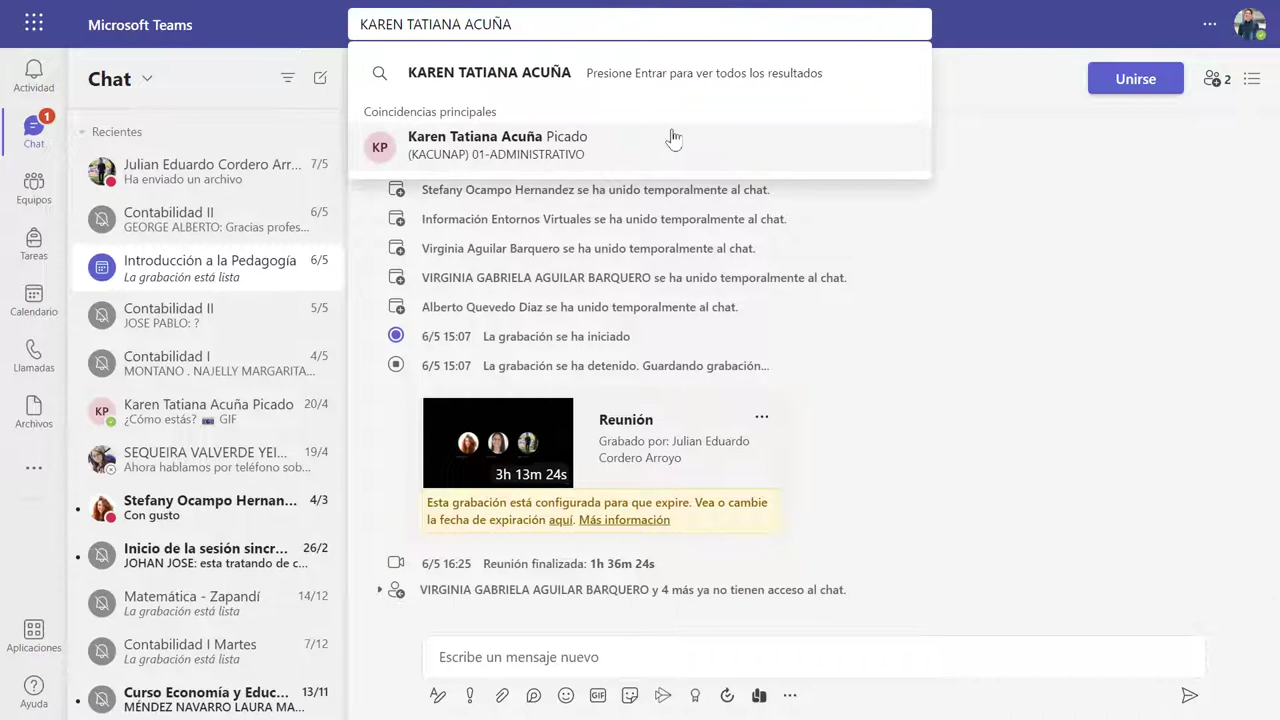 Microsoft Teams
KAREN TATIANA ACUÑA
KAREN TATIANA ACUÑA Presione Entrar para ver todos los resultados
Coincidencias principales
KP
Karen Tatiana Acuña Picado
(KACUNAP) 01-ADMINISTRATIVO
Unirse
2
Actividad
1
Chat
Equipos
Tareas
Calendario
Llamadas
Archivos
Aplicaciones
Ayuda
Chat
Recientes
Julian Eduardo Cordero Arr... 7/5
Ha enviado un archivo
Contabilidad II 6/5
GEORGE ALBERTO: Gracias profes...
Introducción a la Pedagogía 6/5
La grabación está lista
Contabilidad II 5/5
JOSE PABLO: ?
Contabilidad I 4/5
MONTANO . NAJELLY MARGARITA...
KP
Karen Tatiana Acuña Picado 20/4
¿Cómo estás? GIF
SEQUEIRA VALVERDE YEI... 19/4
Ahora hablamos por teléfono sob...
Stefany Ocampo Hernan... 4/3
Con gusto
Inicio de la sesión sincr... 26/2
JOHAN JOSE: esta tratando de c...
Matemática - Zapandí 14/12
La grabación está lista
Contabilidad I Martes 7/12
La grabación está lista
Curso Economía y Educ... 13/11
MÉNDEZ NAVARRO LAURA MA...
Stefany Ocampo Hernandez se ha unido temporalmente al chat.
Información Entornos Virtuales se ha unido temporalmente al chat.
Virginia Aguilar Barquero se ha unido temporalmente al chat.
VIRGINIA GABRIELA AGUILAR BARQUERO se ha unido temporalmente al chat.
Alberto Quevedo Diaz se ha unido temporalmente al chat.
6/5 15:07 La grabación se ha iniciado
6/5 15:07 La grabación se ha detenido. Guardando grabación...
3h 13m 24s
Reunión
Grabado por: Julian Eduardo
Cordero Arroyo
Esta grabación está configurada para que expire. Vea o cambie
la fecha de expiración aquí. Más información
6/5 16:25 Reunión finalizada: 1h 36m 24s
VIRGINIA GABRIELA AGUILAR BARQUERO y 4 más ya no tienen acceso al chat.
Escribe un mensaje nuevo
GIF